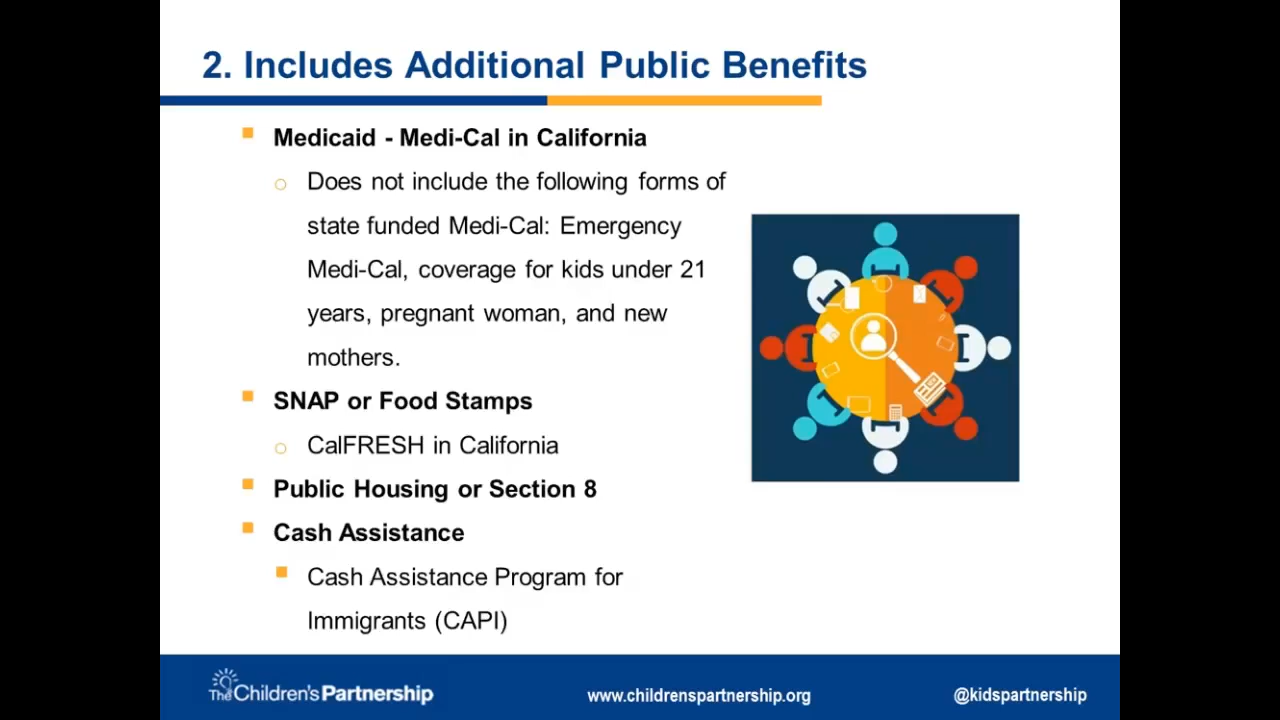 2. Includes Additional Public Benefits
Medicaid - Medi-Cal in California
Does not include the following forms of
state funded Medi-Cal: Emergency
Medi-Cal, coverage for kids under 21
years, pregnant woman, and new
mothers.
SNAP or Food Stamps
CalFRESH in California
Public Housing or Section 8
Cash Assistance
Cash Assistance Program for
Immigrants (CAPI)
The Children's Partnership
www.childrenspartnership.org
@kidspartnership